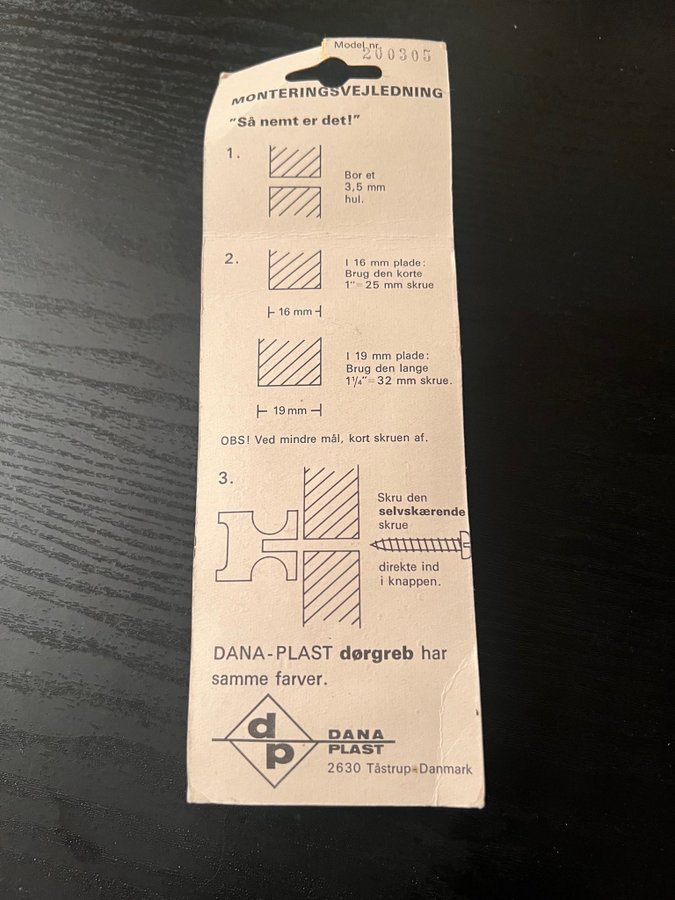 Model nr.
200305
MONTERINGSVEJLEDNING
"Så nemt er det!"
1.
Bor et
3,5 mm
hul.
2.
I 16 mm plade:
Brug den korte
1"= 25 mm skrue
16 mm
I 19 mm plade:
Brug den lange
1¼"= 32 mm skrue.
19 mm
OBS! Ved mindre mål, kort skruen af.
3.
Skru den
selvskærende
skrue
direkte ind
i knappen.
DANA-PLAST dørgreb har
samme farver.
dp
DANA
PLAST
2630 Tåstrup-Danmark